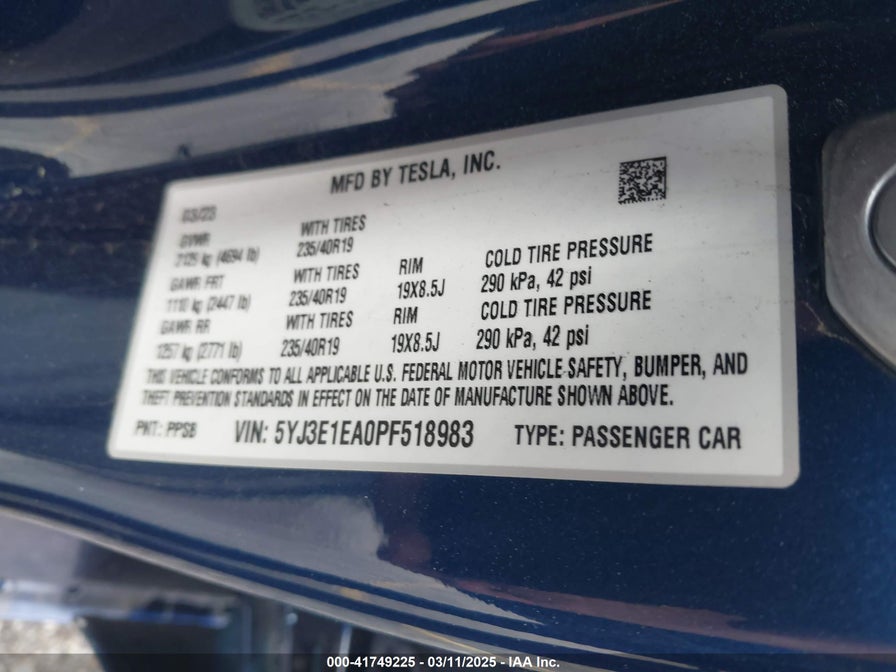 MFD BY TESLA, INC.
03/23
GVWR WITH TIRES
2129 kg (4694 lb) 235/40R19
GAWR FRT WITH TIRES RIM COLD TIRE PRESSURE
1110 kg (2447 lb) 235/40R19 19X8.5J 290 kPa, 42 psi
GAWR RR WITH TIRES RIM COLD TIRE PRESSURE
1257 kg (2771 lb) 235/40R19 19X8.5J 290 kPa, 42 psi
THIS VEHICLE CONFORMS TO ALL APPLICABLE U.S. FEDERAL MOTOR VEHICLE SAFETY, BUMPER, AND
THEFT PREVENTION STANDARDS IN EFFECT ON THE DATE OF MANUFACTURE SHOWN ABOVE.
PNT: PPSB VIN: 5YJ3E1EA0PF518983 TYPE: PASSENGER CAR
000-41749225 - 03/11/2025 - IAA Inc.